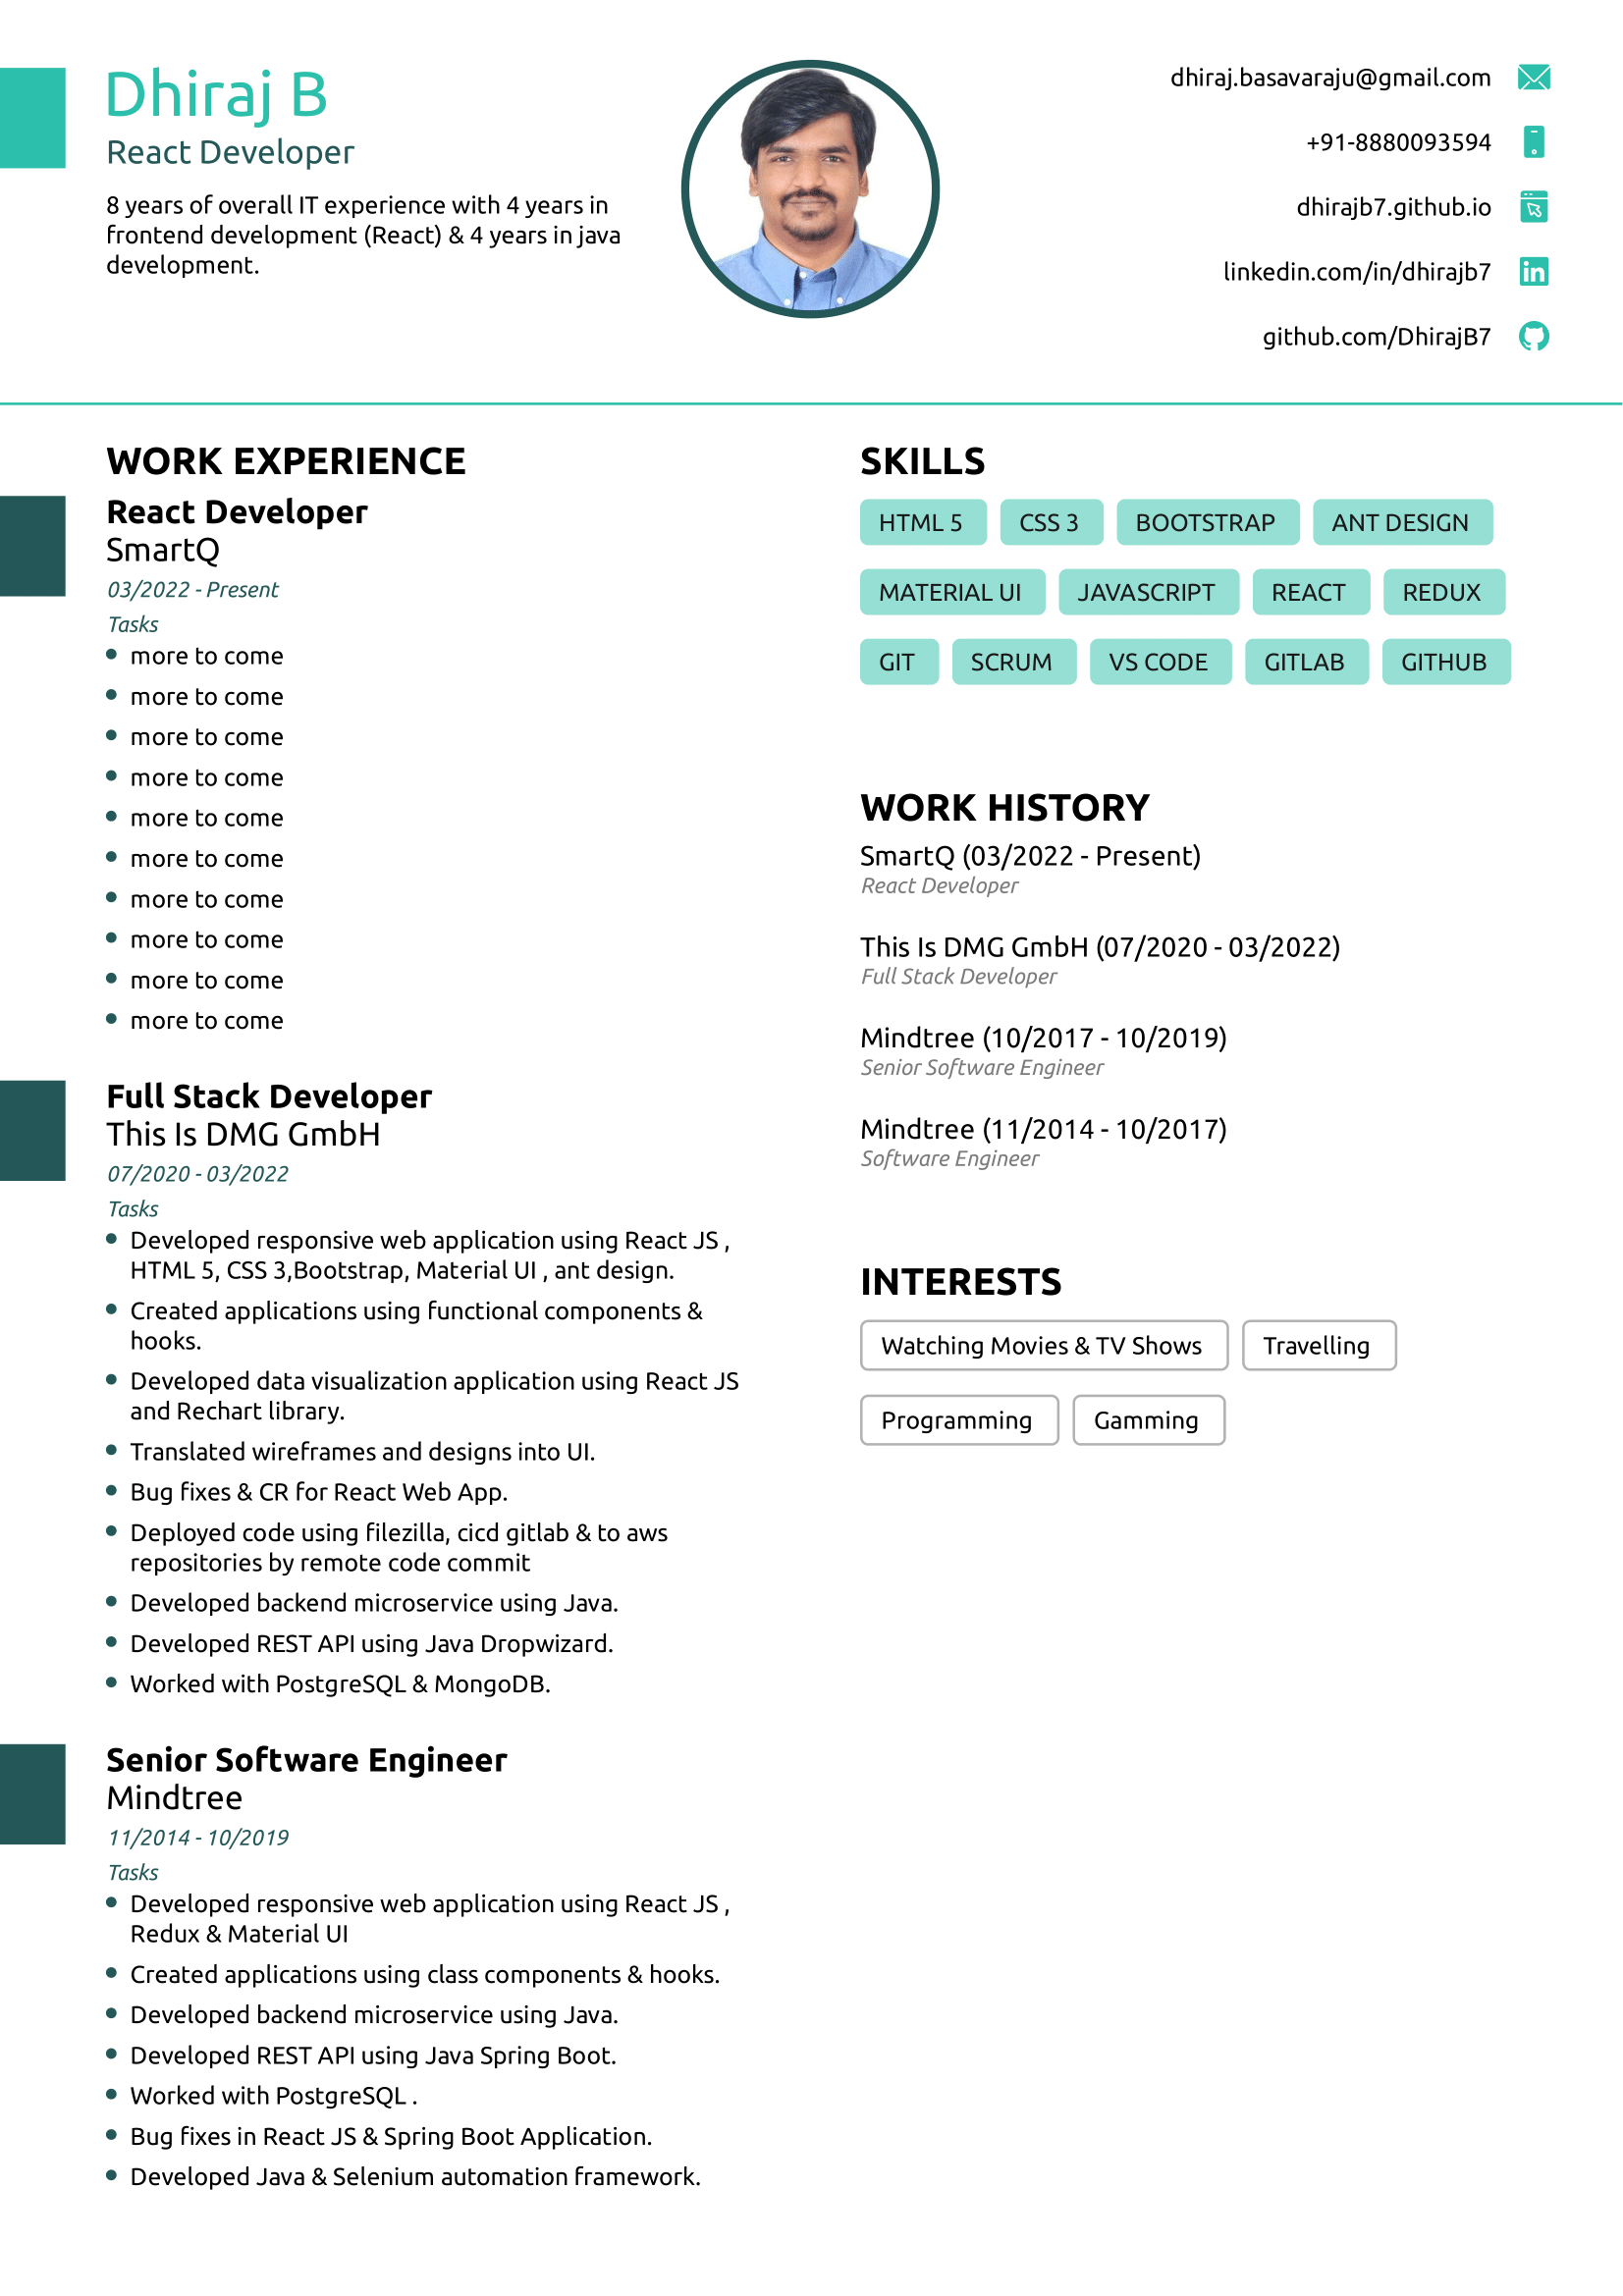 Dhiraj B
React Developer
8 years of overall IT experience with 4 years in
frontend development (React) & 4 years in java
development.
dhiraj.basavaraju@gmail.com
+91-8880093594
dhirajb7.github.io
linkedin.com/in/dhirajb7
github.com/DhirajB7
WORK EXPERIENCE
React Developer
SmartQ
03/2022 - Present
Tasks
more to come
more to come
more to come
more to come
more to come
more to come
more to come
more to come
more to come
more to come
Full Stack Developer
This Is DMG GmbH
07/2020 - 03/2022
Tasks
Developed responsive web application using React JS ,
HTML 5, CSS 3,Bootstrap, Material UI , ant design.
Created applications using functional components &
hooks.
Developed data visualization application using React JS
and Rechart library.
Translated wireframes and designs into UI.
Bug fixes & CR for React Web App.
Deployed code using filezilla, cicd gitlab & to aws
repositories by remote code commit
Developed backend microservice using Java.
Developed REST API using Java Dropwizard.
Worked with PostgreSQL & MongoDB.
Senior Software Engineer
Mindtree
11/2014 - 10/2019
Tasks
Developed responsive web application using React JS ,
Redux & Material UI
Created applications using class components & hooks.
Developed backend microservice using Java.
Developed REST API using Java Spring Boot.
Worked with PostgreSQL .
Bug fixes in React JS & Spring Boot Application.
Developed Java & Selenium automation framework.
SKILLS
HTML 5 CSS 3 BOOTSTRAP ANT DESIGN
MATERIAL UI JAVASCRIPT REACT REDUX
GIT SCRUM VS CODE GITLAB GITHUB
WORK HISTORY
SmartQ (03/2022 - Present)
React Developer
This Is DMG GmbH (07/2020 - 03/2022)
Full Stack Developer
Mindtree (10/2017 - 10/2019)
Senior Software Engineer
Mindtree (11/2014 - 10/2017)
Software Engineer
INTERESTS
Watching Movies & TV Shows Travelling
Programming Gamming